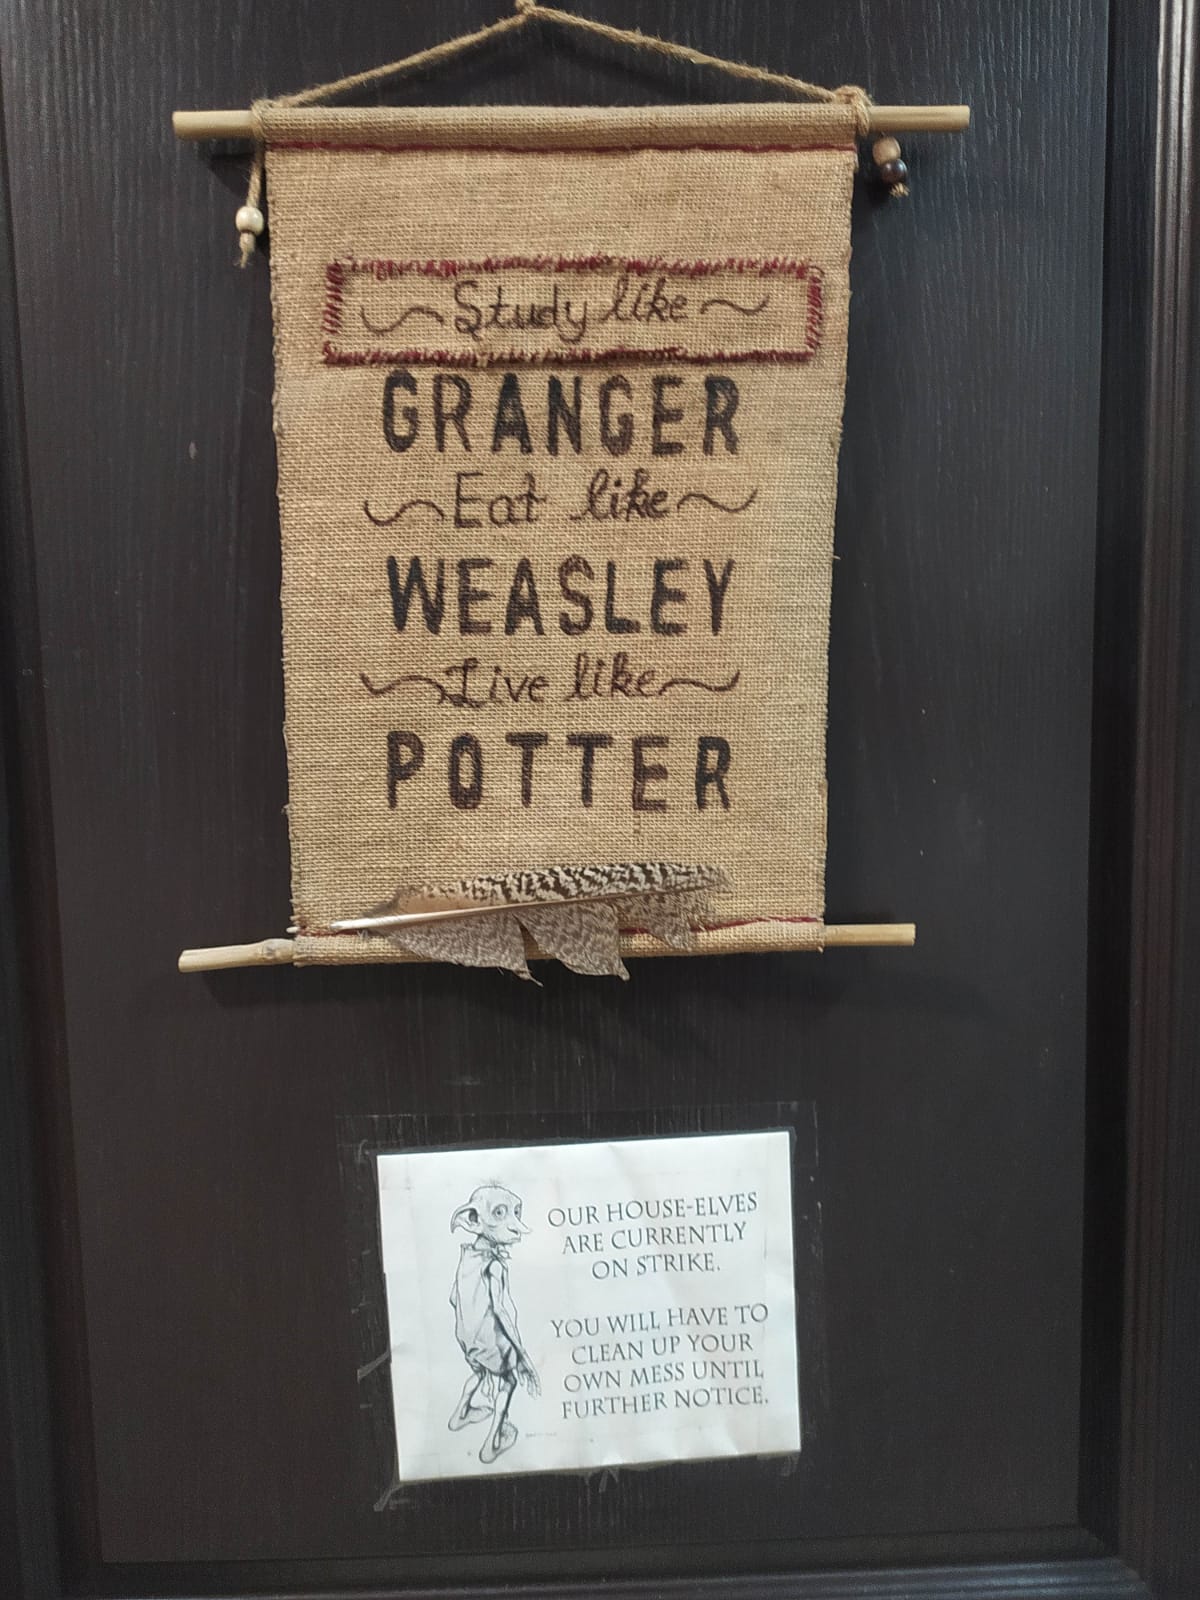 Study like
GRANGER
Eat like
WEASLEY
Live like
POTTER
OUR HOUSE-ELVES
ARE CURRENTLY
ON STRIKE.
YOU WILL HAVE TO
CLEAN UP YOUR
OWN MESS UNTIL
FURTHER NOTICE.